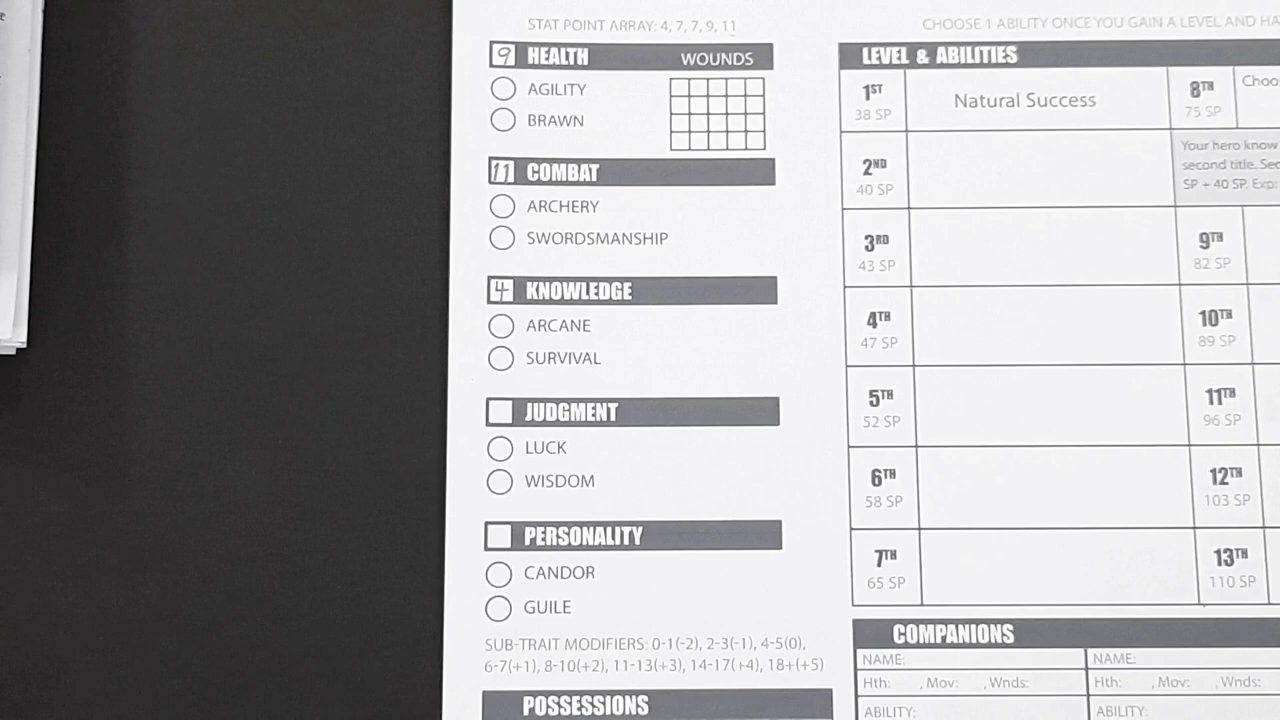 STAT POINT ARRAY: 4, 7, 7, 9, 11
9 HEALTH WOUNDS
AGILITY
BRAWN
11 COMBAT
ARCHERY
SWORDSMANSHIP
4 KNOWLEDGE
ARCANE
SURVIVAL
JUDGMENT
LUCK
WISDOM
PERSONALITY
CANDOR
GUILE
SUB-TRAIT MODIFIERS: 0-1(-2), 2-3(-1), 4-5(0),
6-7(+1), 8-10(+2), 11-13(+3), 14-17(+4), 18+(+5)
POSSESSIONS
CHOOSE 1 ABILITY ONCE YOU GAIN A LEVEL AND HA
LEVEL & ABILITIES
1ST
38 SP
Natural Success
2ND
40 SP
3RD
43 SP
4TH
47 SP
5TH
52 SP
6TH
58 SP
7TH
65 SP
8TH
75 SP
Choo
Your hero know
second title. Sec
SP + 40 SP. Exp:
9TH
82 SP
10TH
89 SP
11TH
96 SP
12TH
103 SP
13TH
110 SP
COMPANIONS
NAME: NAME:
Hth: , Mov: , Wnds: Hth: , Mov: , Wnds:
ABILITY: ABILITY: